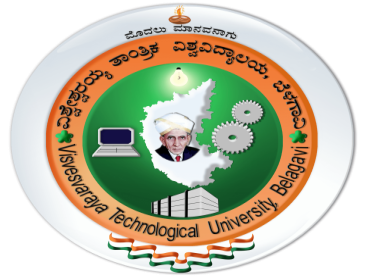 ಮೊದಲು ಮಾನವನಾಗು
ವಿಶ್ವೇಶ್ವರಯ್ಯ ತಾಂತ್ರಿಕ ವಿಶ್ವವಿದ್ಯಾಲಯ, ಬೆಳಗಾವಿ
Visvesvaraya Technological University, Belagavi